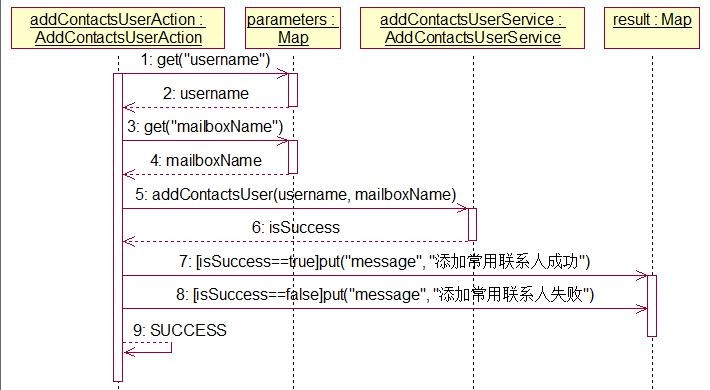 addContactsUserAction :
AddContactsUserAction
parameters :
Map
addContactsUserService :
AddContactsUserService
result : Map
1: get("username")
2: username
3: get("mailboxName")
4: mailboxName
5: addContactsUser(username, mailboxName)
6: isSuccess
7: [isSuccess==true]put("message", "添加常用联系人成功")
8: [isSuccess==false]put("message", "添加常用联系人失败")
9: SUCCESS